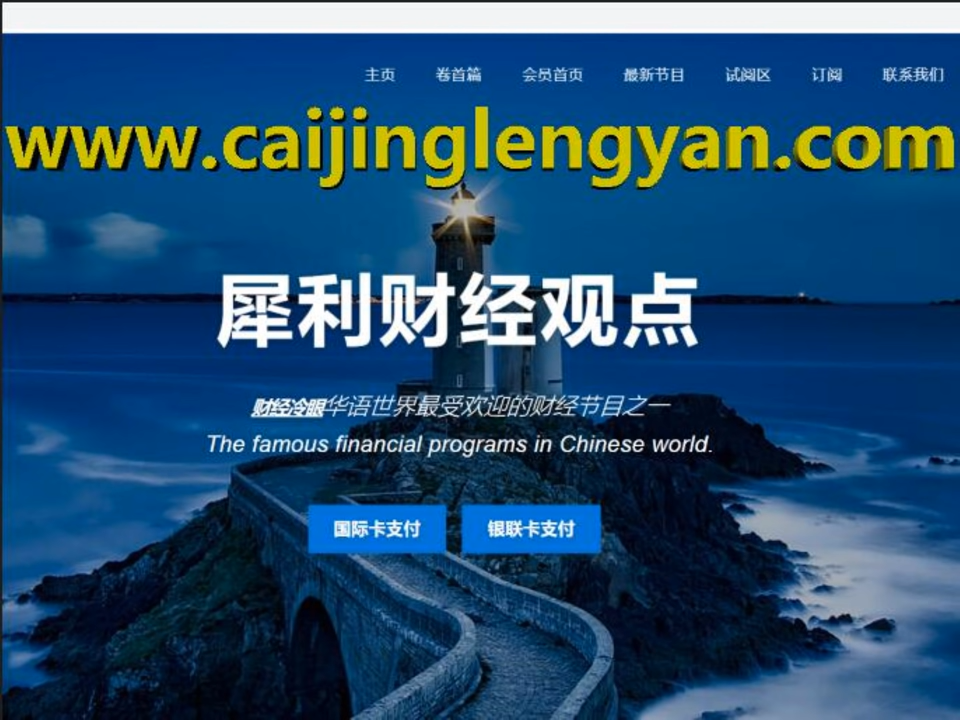 主页 卷首篇 会员首页 最新节目 试阅区 订阅 联系我们
www.caijinglengyan.com
犀利财经观点
财经冷眼华语世界最受欢迎的财经节目之一
The famous financial programs in Chinese world.
国际卡支付 银联卡支付